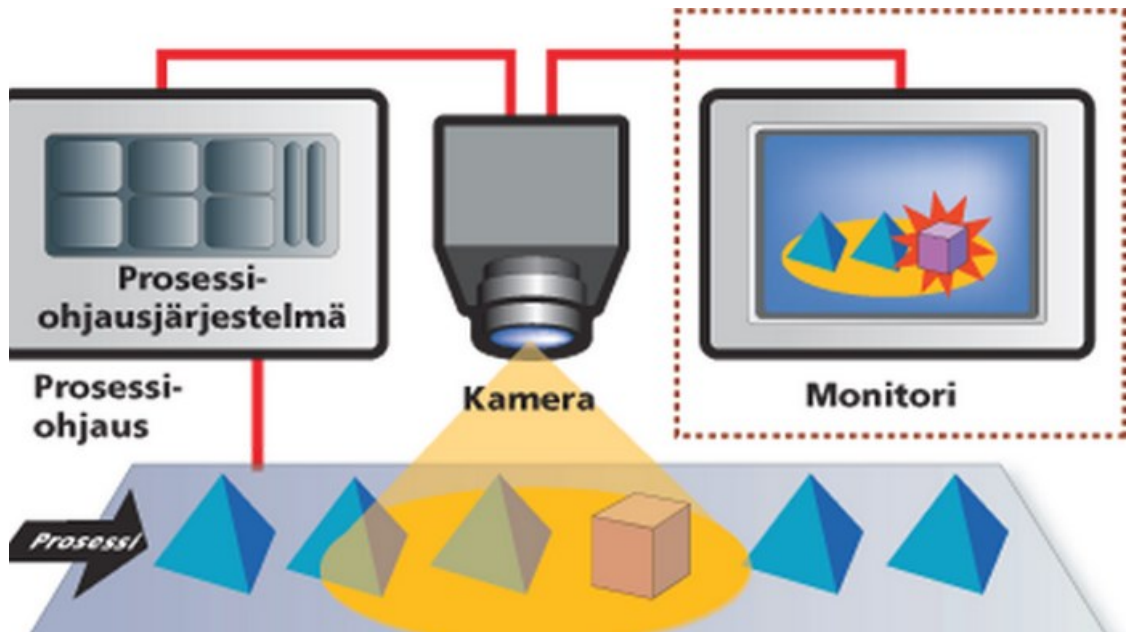 Prosessi-
ohjausjärjestelmä
Prosessi-
ohjaus
Kamera
Monitori
Prosessi